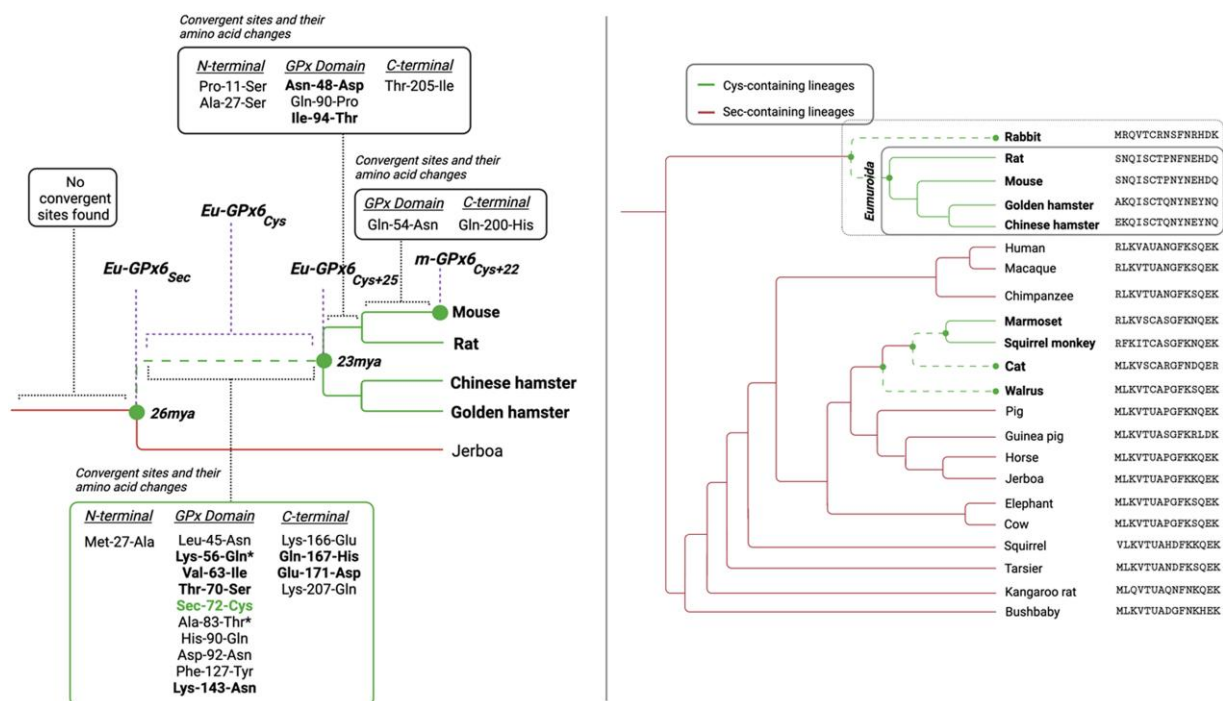 Convergent sites and their
amino acid changes
N-terminal GPx Domain C-terminal
Pro-11-Ser Asn-48-Asp Thr-205-Ile
Ala-27-Ser Gln-90-Pro
Ile-94-Thr
No
convergent
sites found
Convergent sites and their
amino acid changes
GPx Domain C-terminal
Gln-54-Asn Gln-200-His
Eu-GPx6Cys
Eu-GPx6Sec
Eu-GPx6Cys+25
m-GPx6Cys+22
Mouse
Rat
23mya
Chinese hamster
26mya
Golden hamster
Jerboa
Convergent sites and their
amino acid changes
N-terminal GPx Domain C-terminal
Met-27-Ala Leu-45-Asn Lys-166-Glu
Lys-56-Gln* Gln-167-His
Val-63-Ile Glu-171-Asp
Thr-70-Ser Lys-207-Gln
Sec-72-Cys
Ala-83-Thr*
His-90-Gln
Asp-92-Asn
Phe-127-Tyr
Lys-143-Asn
Cys-containing lineages
Sec-containing lineages
Eumuroida
Rabbit MRQVTCRNSFNRHDK
Rat SNQISCTPNFNEHDQ
Mouse SNQISCTPNYNEHDQ
Golden hamster AKQISCTQNYNEYNQ
Chinese hamster EKQISCTQNYNEYNQ
Human RLKVAUANGFKSQEK
Macaque RLKVTUANGFKSQEK
Chimpanzee RLKVTUANGFKSQEK
Marmoset RLKVSCASGFKNQEK
Squirrel monkey RFKITCASGFKNQEK
Cat MLKVSCARGFNDQER
Walrus MLKVTCAPGFKNQEK
Pig MLKVTUAPGFKNQEK
Guinea pig MLKVTUASGFKRLDK
Horse MLKVTUAPGFKKQEK
Jerboa MLKVTUAPGFKKQEK
Elephant MLKVTUAPGFKSQEK
Cow MLKVTUAPGFKSQEK
Squirrel VLKVTUAHDFKKQEK
Tarsier MLKVTUANDFKSQEK
Kangaroo rat MLQVTUAQNFNKQEK
Bushbaby MLKVTUADGFNKHEK